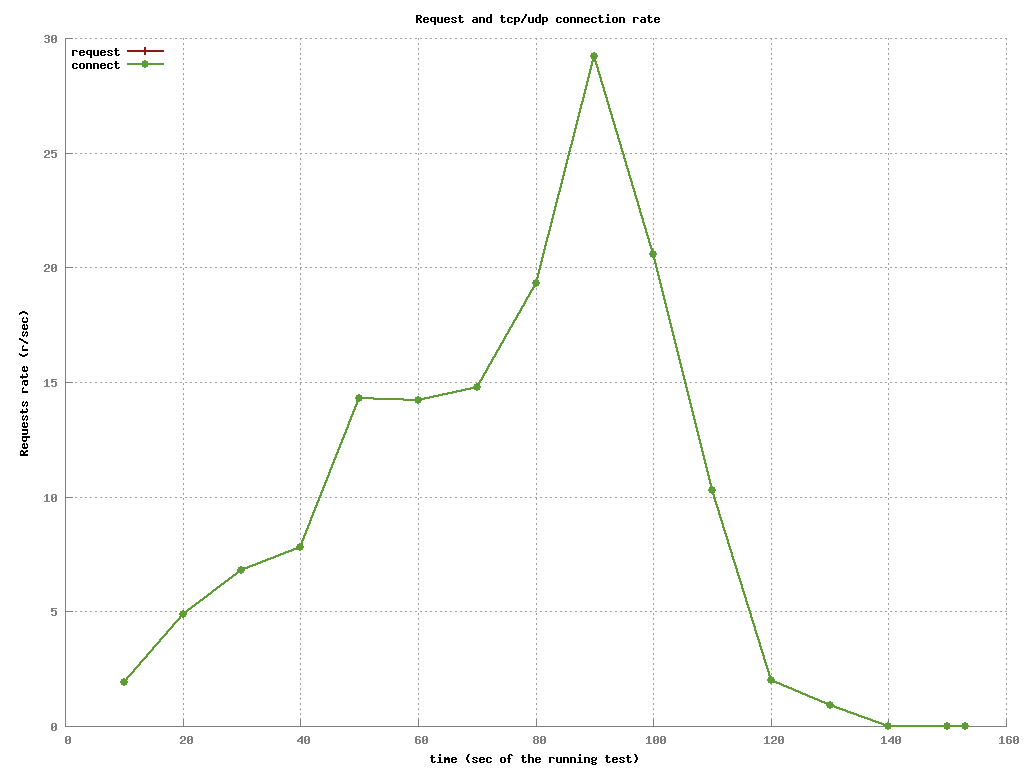 Request and tcp/udp connection rate
30
request
connect
25
20
15
10
5
0
Requests rate (r/sec)
0 20 40 60 80 100 120 140 160
time (sec of the running test)